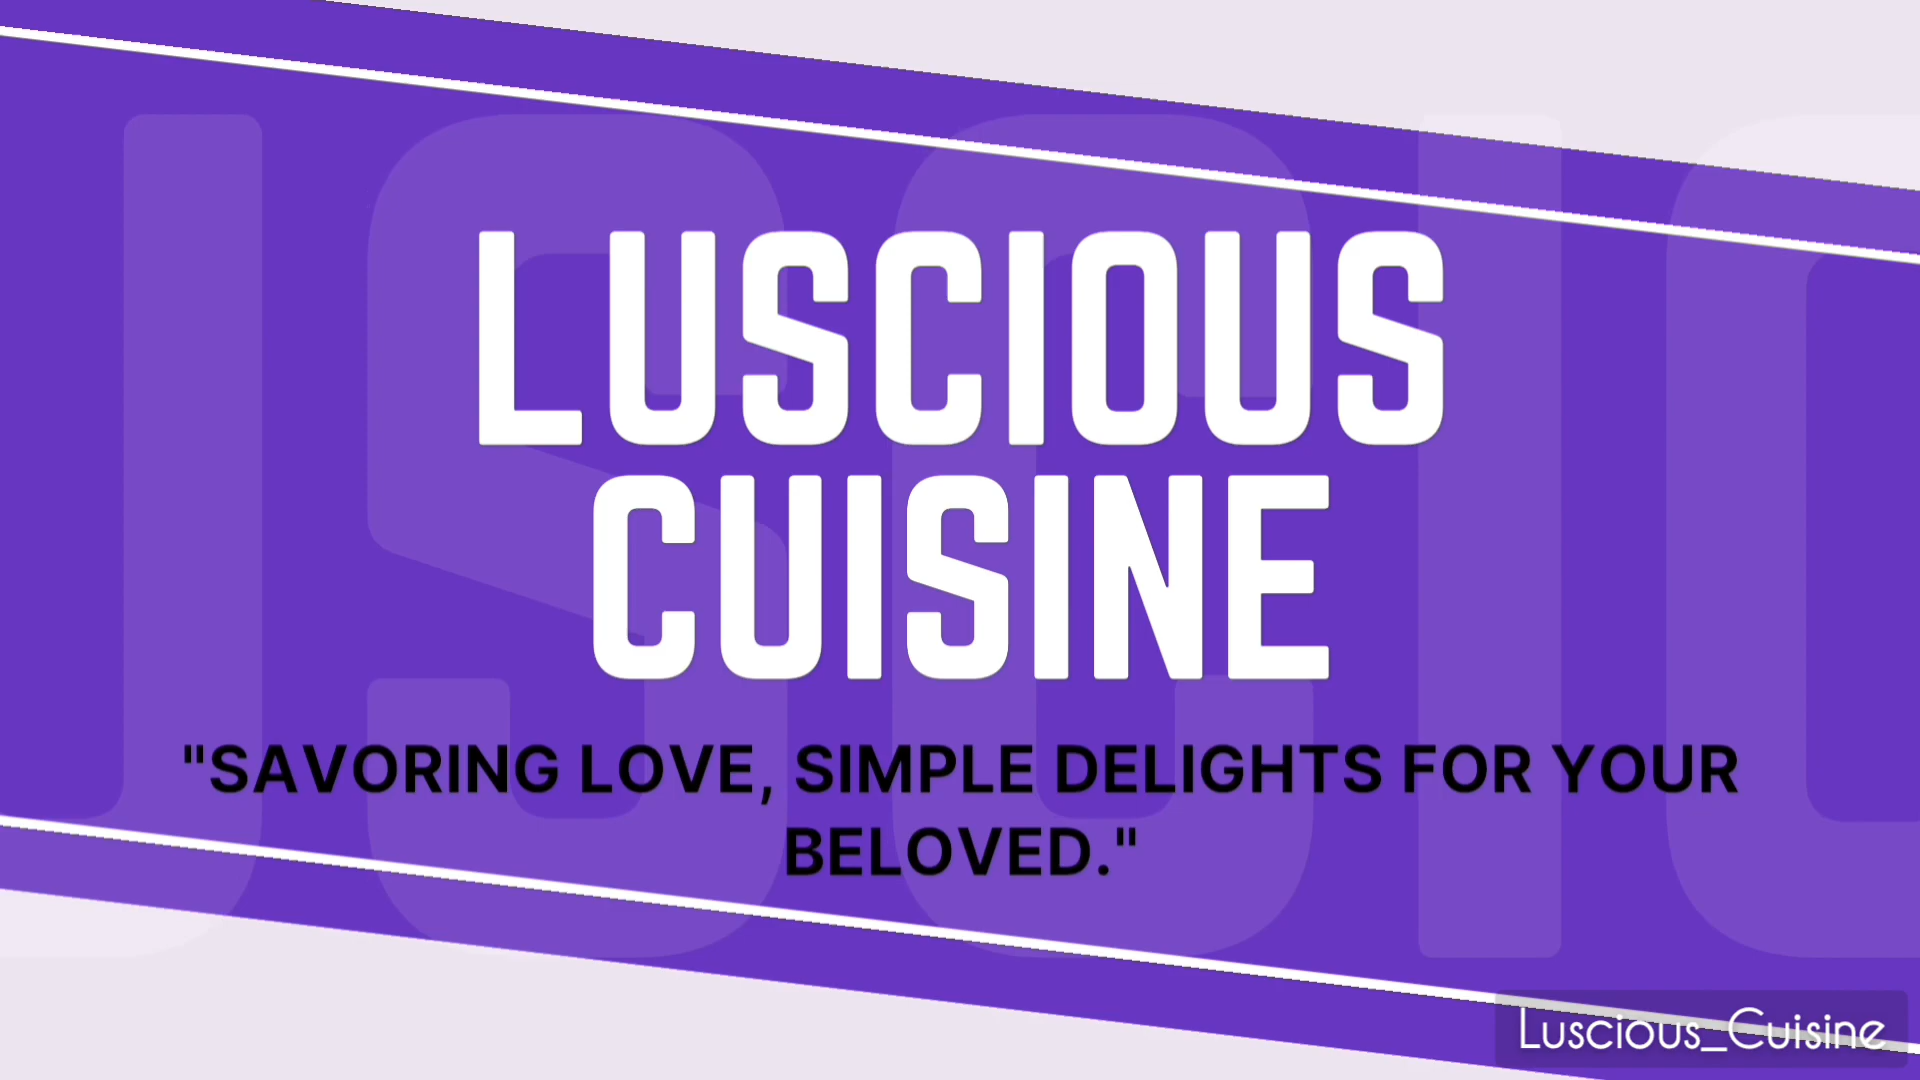 LUSCIOUS
CUISINE
"SAVORING LOVE, SIMPLE DELIGHTS FOR YOUR
BELOVED."
Luscious_Cuisine